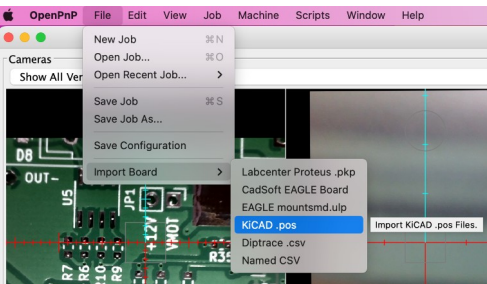 OpenPnP File Edit View Job Machine Scripts Window Help
New Job ⌘N
Open Job... ⌘O
Open Recent Job... >
Save Job ⌘S
Save Job As...
Save Configuration
Import Board >
Labcenter Proteus .pkp
CadSoft EAGLE Board
EAGLE mountsmd.ulp
KiCAD .pos
Diptrace .csv
Named CSV
Import KiCAD .pos Files.
Cameras
Show All Ver
D8
OUT-
U5
JP1
+12V
VMOT
R7
R6
R10
R9